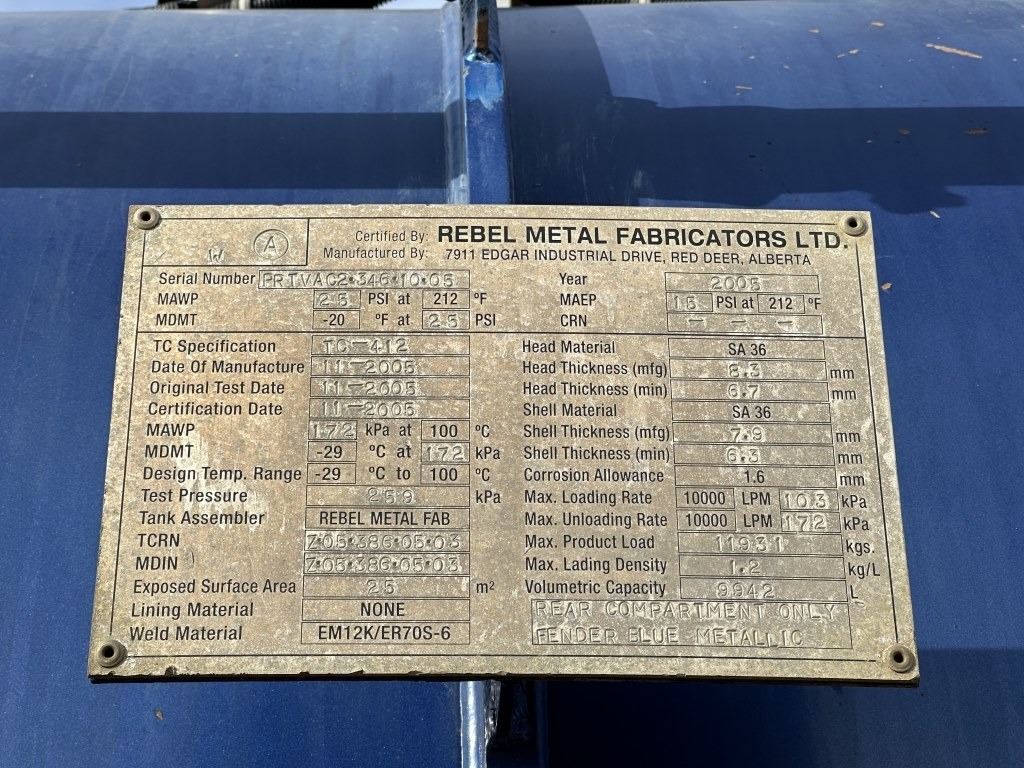 W A
Certified By: REBEL METAL FABRICATORS LTD.
Manufactured By: 7911 EDGAR INDUSTRIAL DRIVE, RED DEER, ALBERTA
Serial Number PRTVAC2•346•10•05 Year 2005
MAWP 25 PSI at 212 °F MAEP 15 PSI at 212 °F
MDMT -20 °F at 25 PSI CRN — — —
TC Specification TC-412 Head Material SA 36
Date Of Manufacture 11-2005 Head Thickness (mfg) 8.3 mm
Original Test Date 11-2005 Head Thickness (min) 6.7 mm
Certification Date 11-2005 Shell Material SA 36
MAWP 172 kPa at 100 °C Shell Thickness (mfg) 7.9 mm
MDMT -29 °C at 172 kPa Shell Thickness (min) 6.3 mm
Design Temp. Range -29 °C to 100 °C Corrosion Allowance 1.6 mm
Test Pressure 259 kPa Max. Loading Rate 10000 LPM 103 kPa
Tank Assembler REBEL METAL FAB Max. Unloading Rate 10000 LPM 172 kPa
TCRN Z•05•386•05•03 Max. Product Load 11931 kgs.
MDIN Z•05•386•05•03 Max. Lading Density 1.2 kg/L
Exposed Surface Area 25 m² Volumetric Capacity 9942 L
Lining Material NONE REAR COMPARTMENT ONLY
Weld Material EM12K/ER70S-6 FENDER BLUE METALLIC